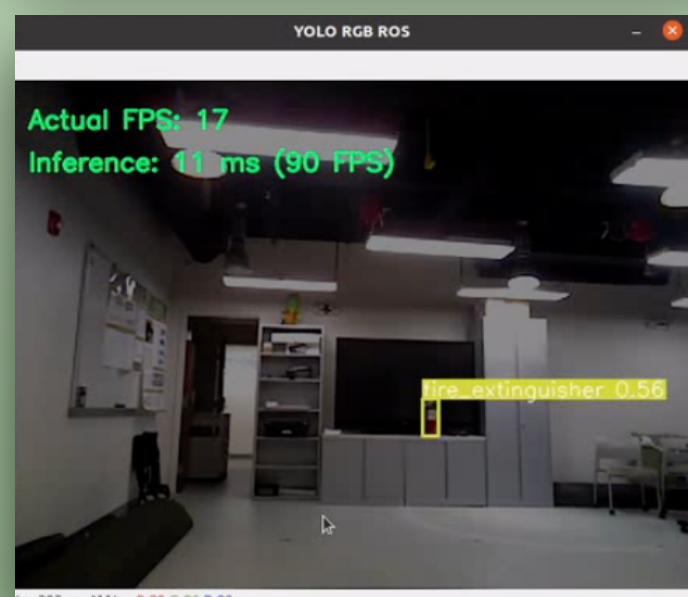 YOLO RGB ROS
Actual FPS: 17
Inference: 11 ms (90 FPS)
fire_extinguisher 0.56